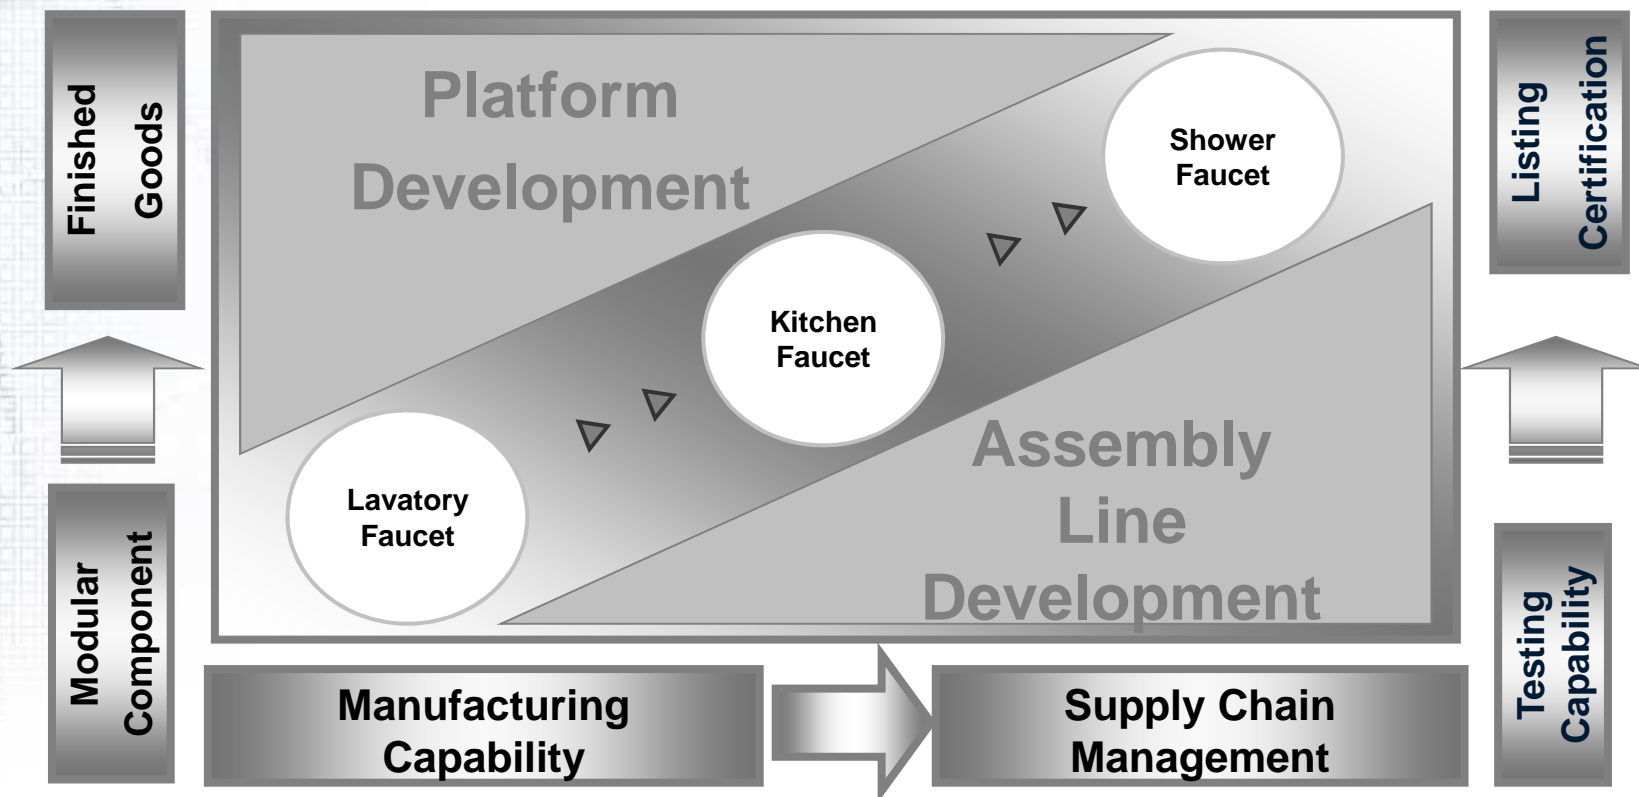 Finished
Goods
Modular
Component
Platform
Development
Shower
Faucet
Kitchen
Faucet
Lavatory
Faucet
Assembly
Line
Development
Manufacturing
Capability
Supply Chain
Management
Listing
Certification
Testing
Capability